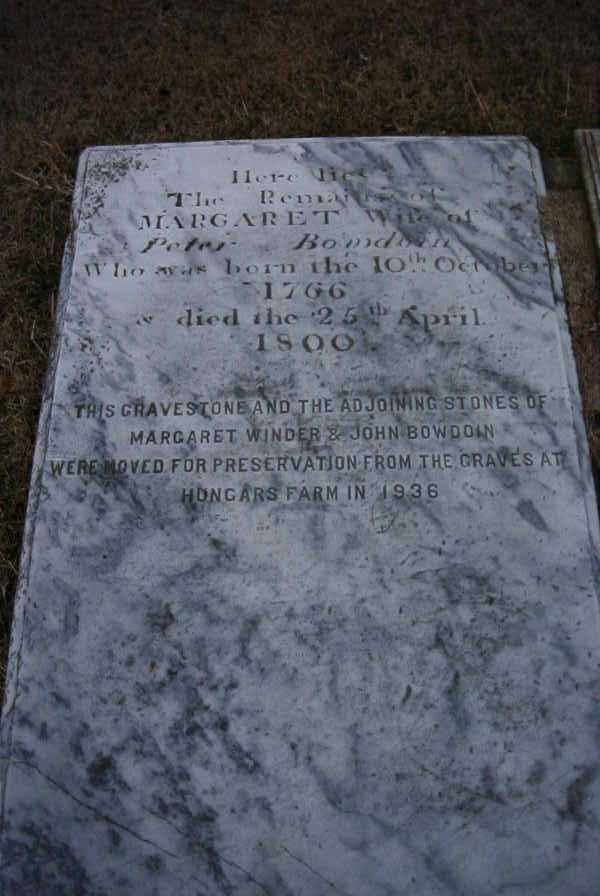 Here lies
The Remains of
MARGARET Wife of
Peter Bowdoin
Who was born the 10th October
1766
& died the 25th April
1800
THIS GRAVESTONE AND THE ADJOINING STONES OF
MARGARET WINDER & JOHN BOWDOIN
WERE MOVED FOR PRESERVATION FROM THE GRAVES AT
HUNGARS FARM IN 1936